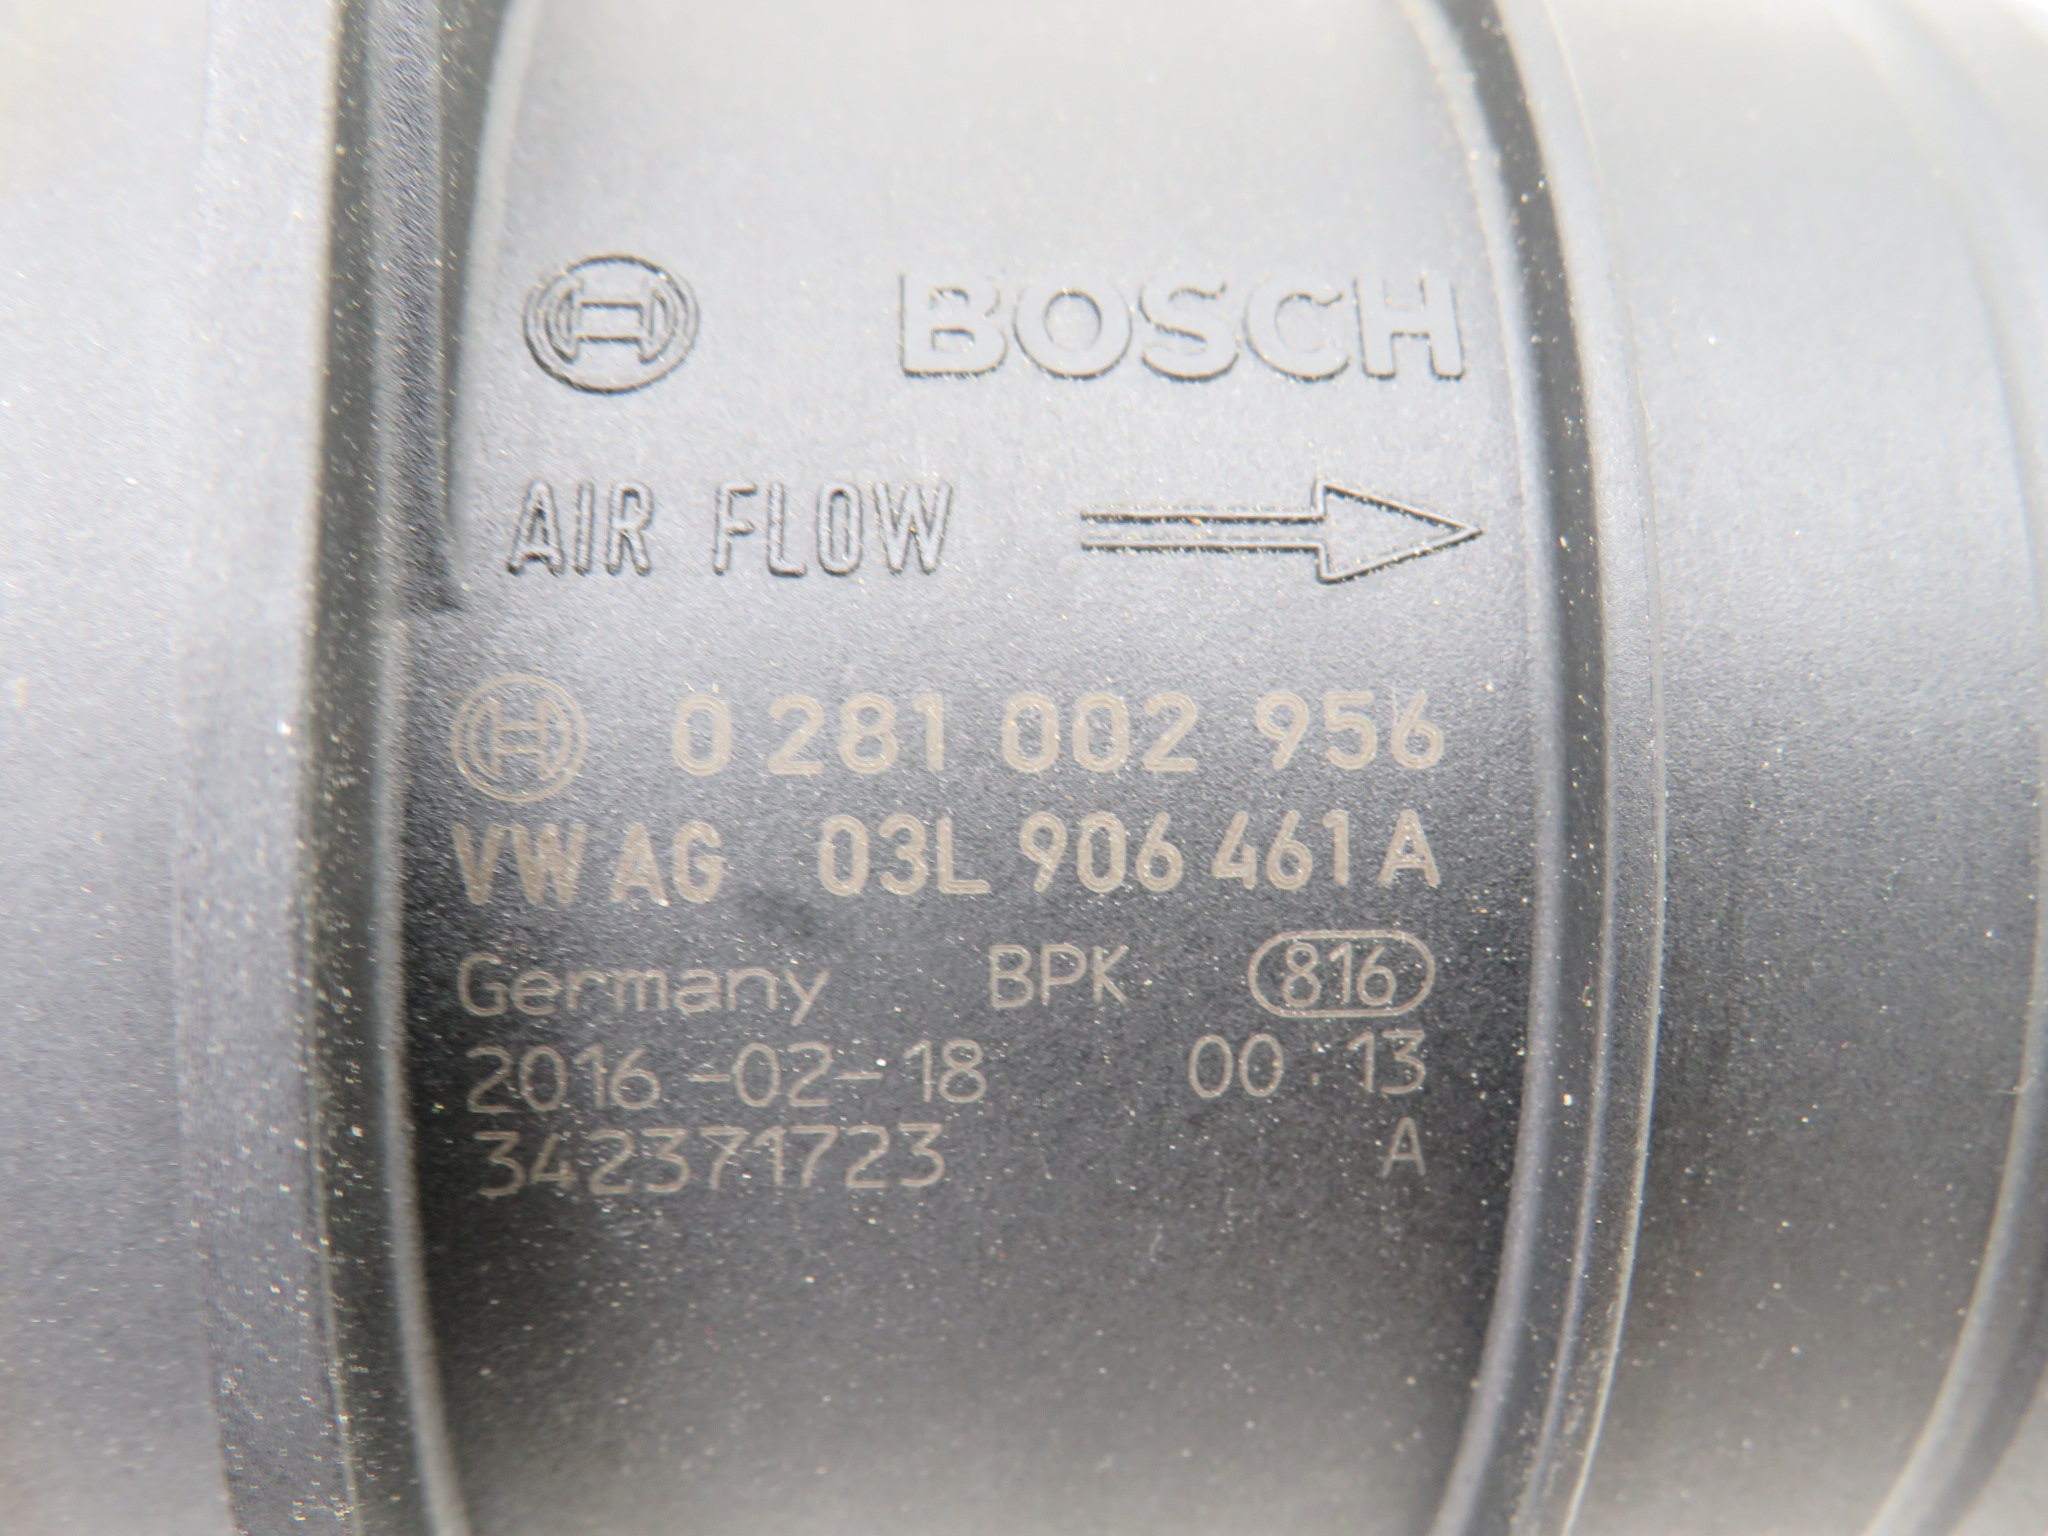 BOSCH
AIR FLOW
0 281 002 956
VW AG 03L 906 461 A
Germany BPK 816
2016-02-18 00:13
342371723 A